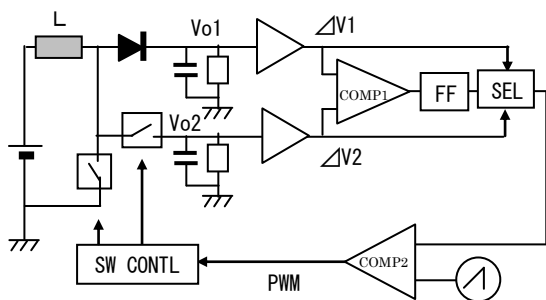 L
Vo1
⊿V1
COMP1
FF
SEL
Vo2
⊿V2
SW CONTL
PWM
COMP2